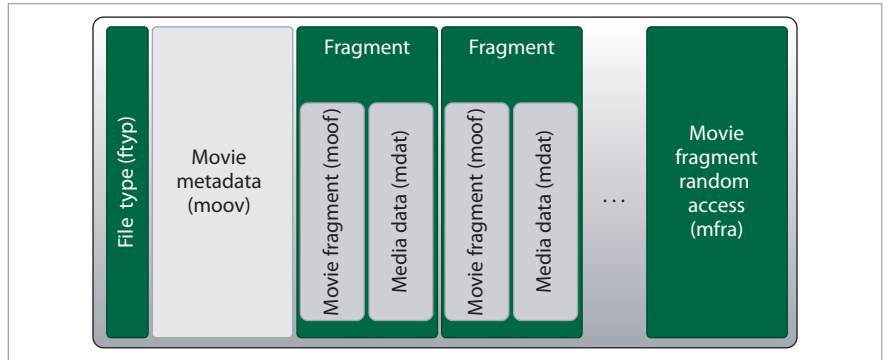 File type (ftyp)
Movie
metadata
(moov)
Fragment
Movie fragment (moof)
Media data (mdat)
Fragment
Movie fragment (moof)
Media data (mdat)
...
Movie
fragment
random
access
(mfra)